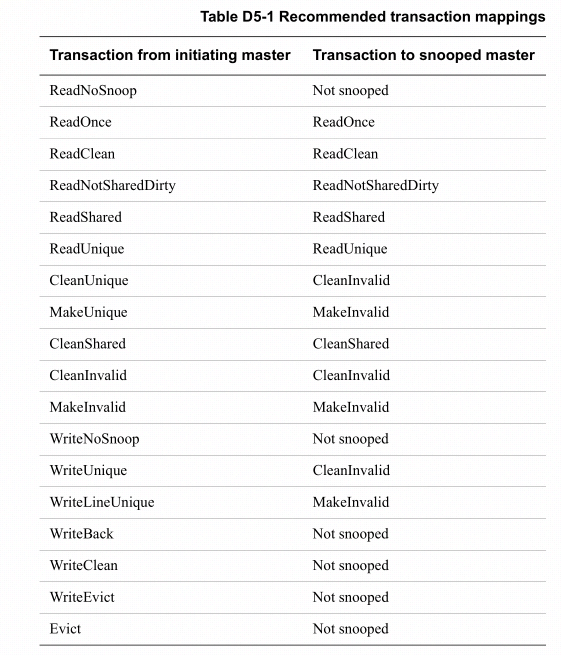 Table D5-1 Recommended transaction mappings
Transaction from initiating master Transaction to snooped master
ReadNoSnoop Not snooped
ReadOnce ReadOnce
ReadClean ReadClean
ReadNotSharedDirty ReadNotSharedDirty
ReadShared ReadShared
ReadUnique ReadUnique
CleanUnique CleanInvalid
MakeUnique MakeInvalid
CleanShared CleanShared
CleanInvalid CleanInvalid
MakeInvalid MakeInvalid
WriteNoSnoop Not snooped
WriteUnique CleanInvalid
WriteLineUnique MakeInvalid
WriteBack Not snooped
WriteClean Not snooped
WriteEvict Not snooped
Evict Not snooped